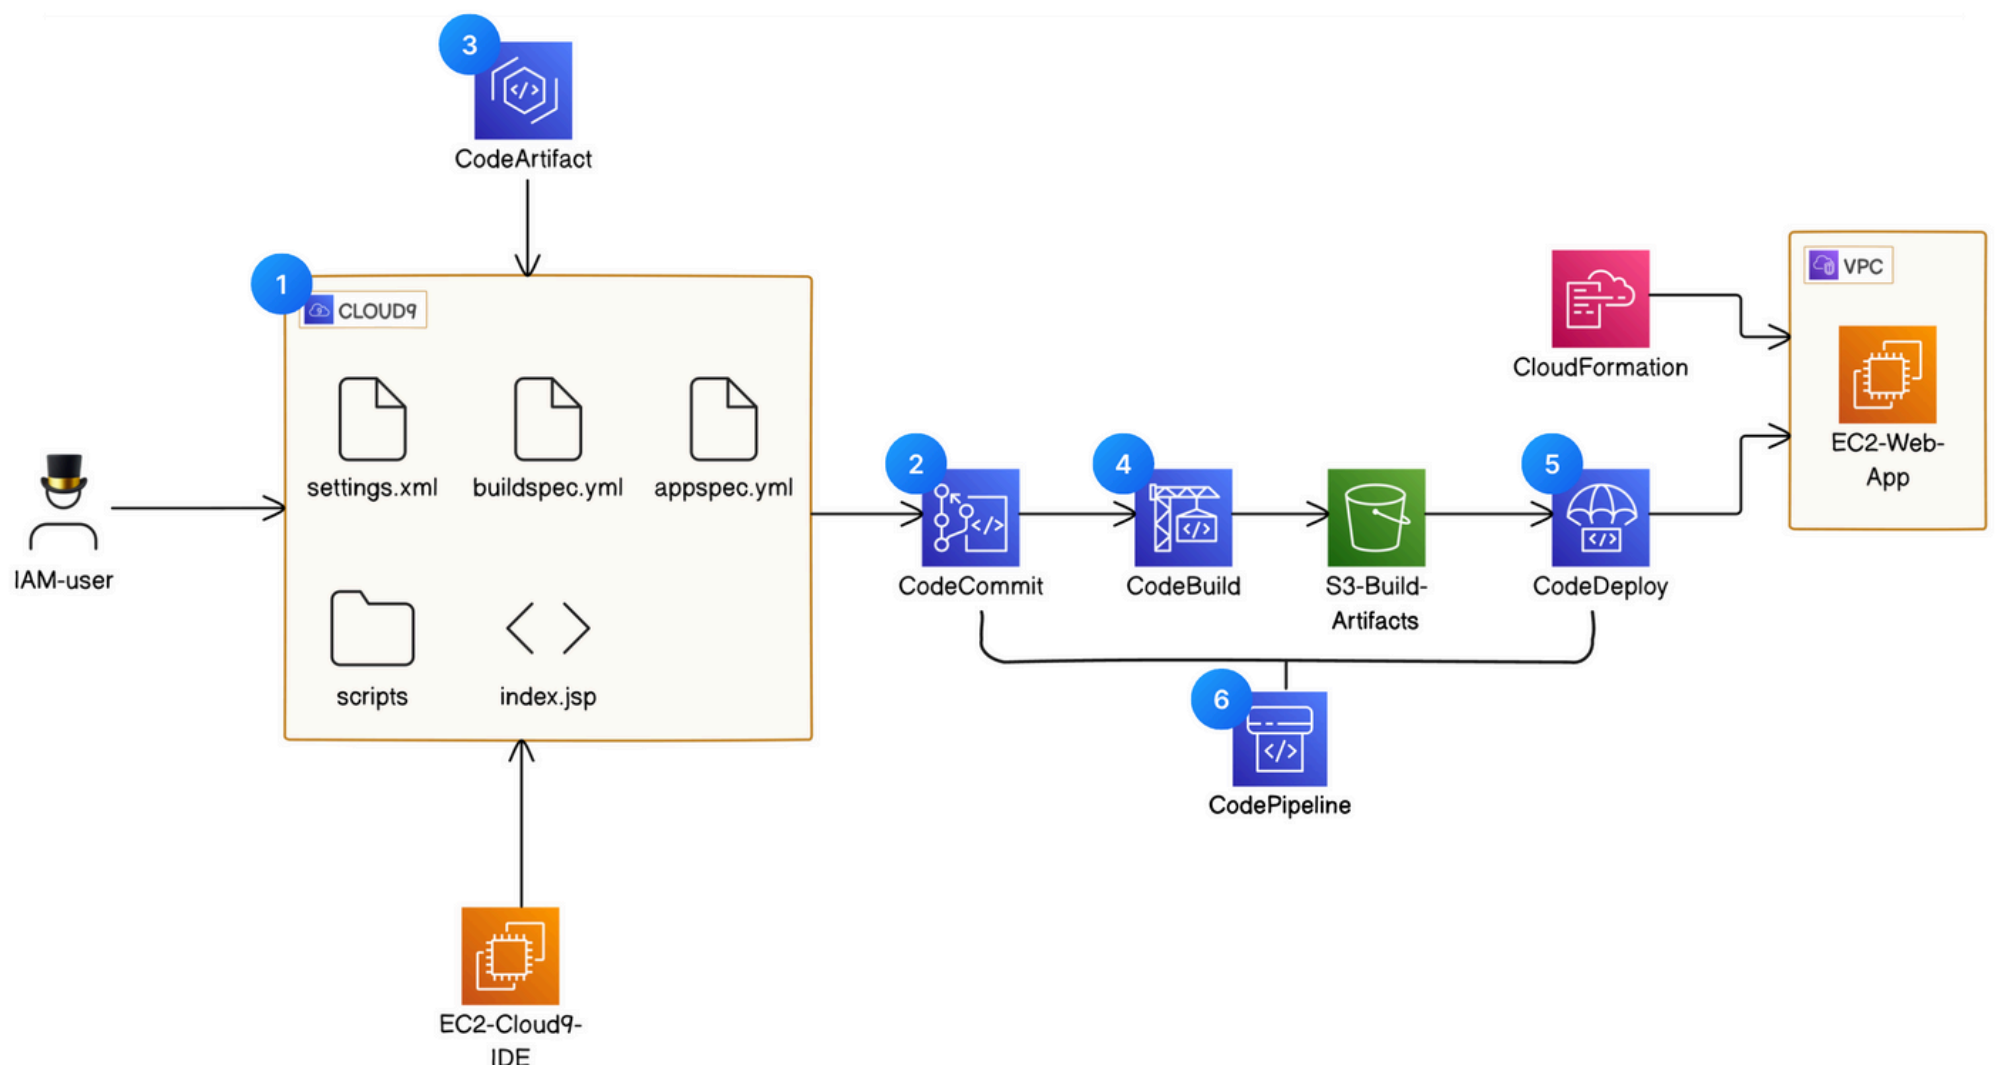 3
CodeArtifact
1
CLOUD9
settings.xml
buildspec.yml
appspec.yml
scripts
index.jsp
IAM-user
EC2-Cloud9-
IDE
2
CodeCommit
4
CodeBuild
S3-Build-
Artifacts
5
CodeDeploy
6
CodePipeline
CloudFormation
VPC
EC2-Web-
App